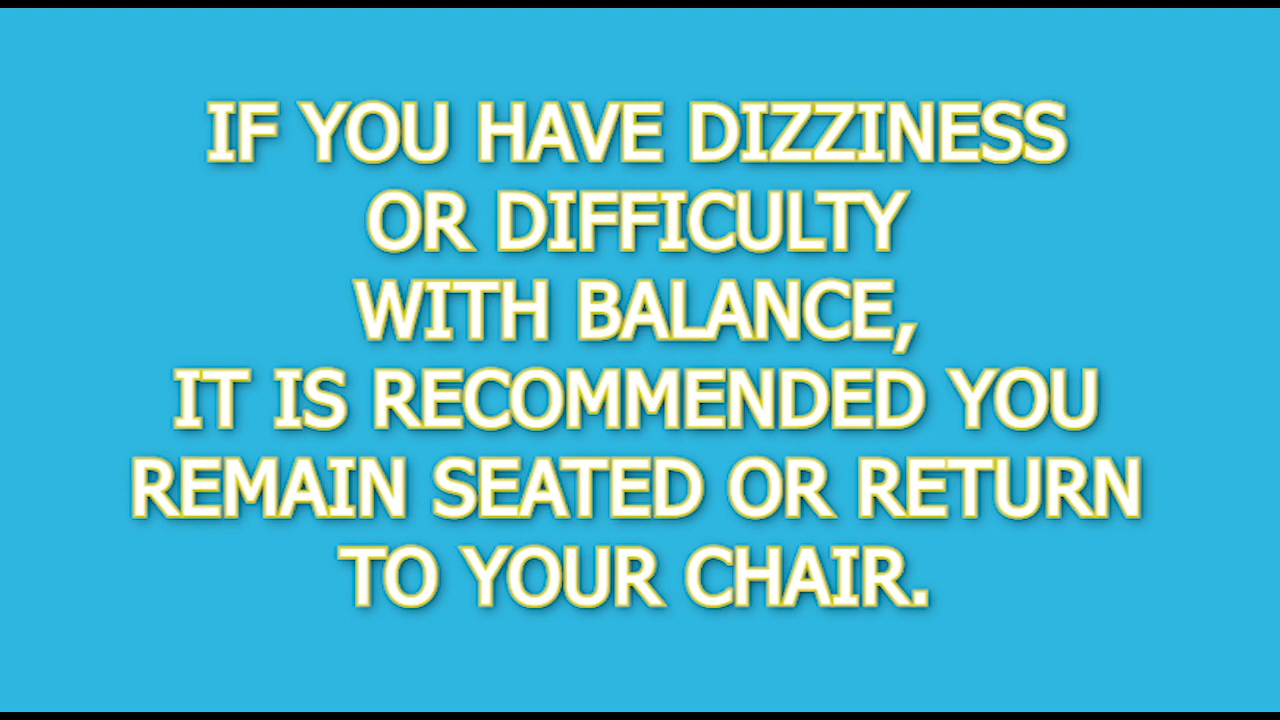 IF YOU HAVE DIZZINESS
OR DIFFICULTY
WITH BALANCE,
IT IS RECOMMENDED YOU
REMAIN SEATED OR RETURN
TO YOUR CHAIR.